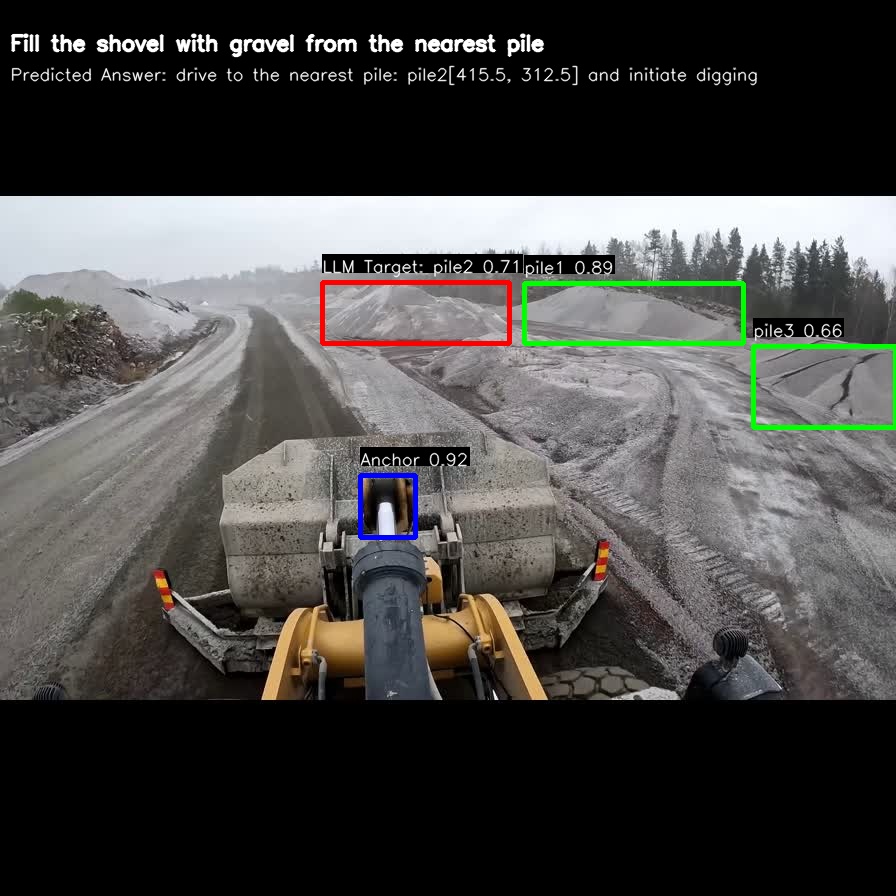 Fill the shovel with gravel from the nearest pile
Predicted Answer: drive to the nearest pile: pile2[415.5, 312.5] and initiate digging
LLM Target: pile2 0.71
pile1 0.89
pile3 0.66
Anchor 0.92